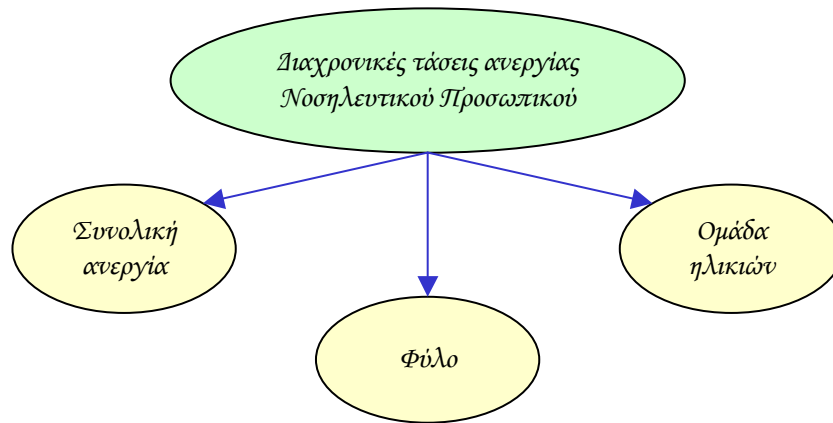 Διαχρονικές τάσεις ανεργίας
Νοσηλευτικού Προσωπικού
Συνολική
ανεργία
Ομάδα
ηλικιών
Φύλο